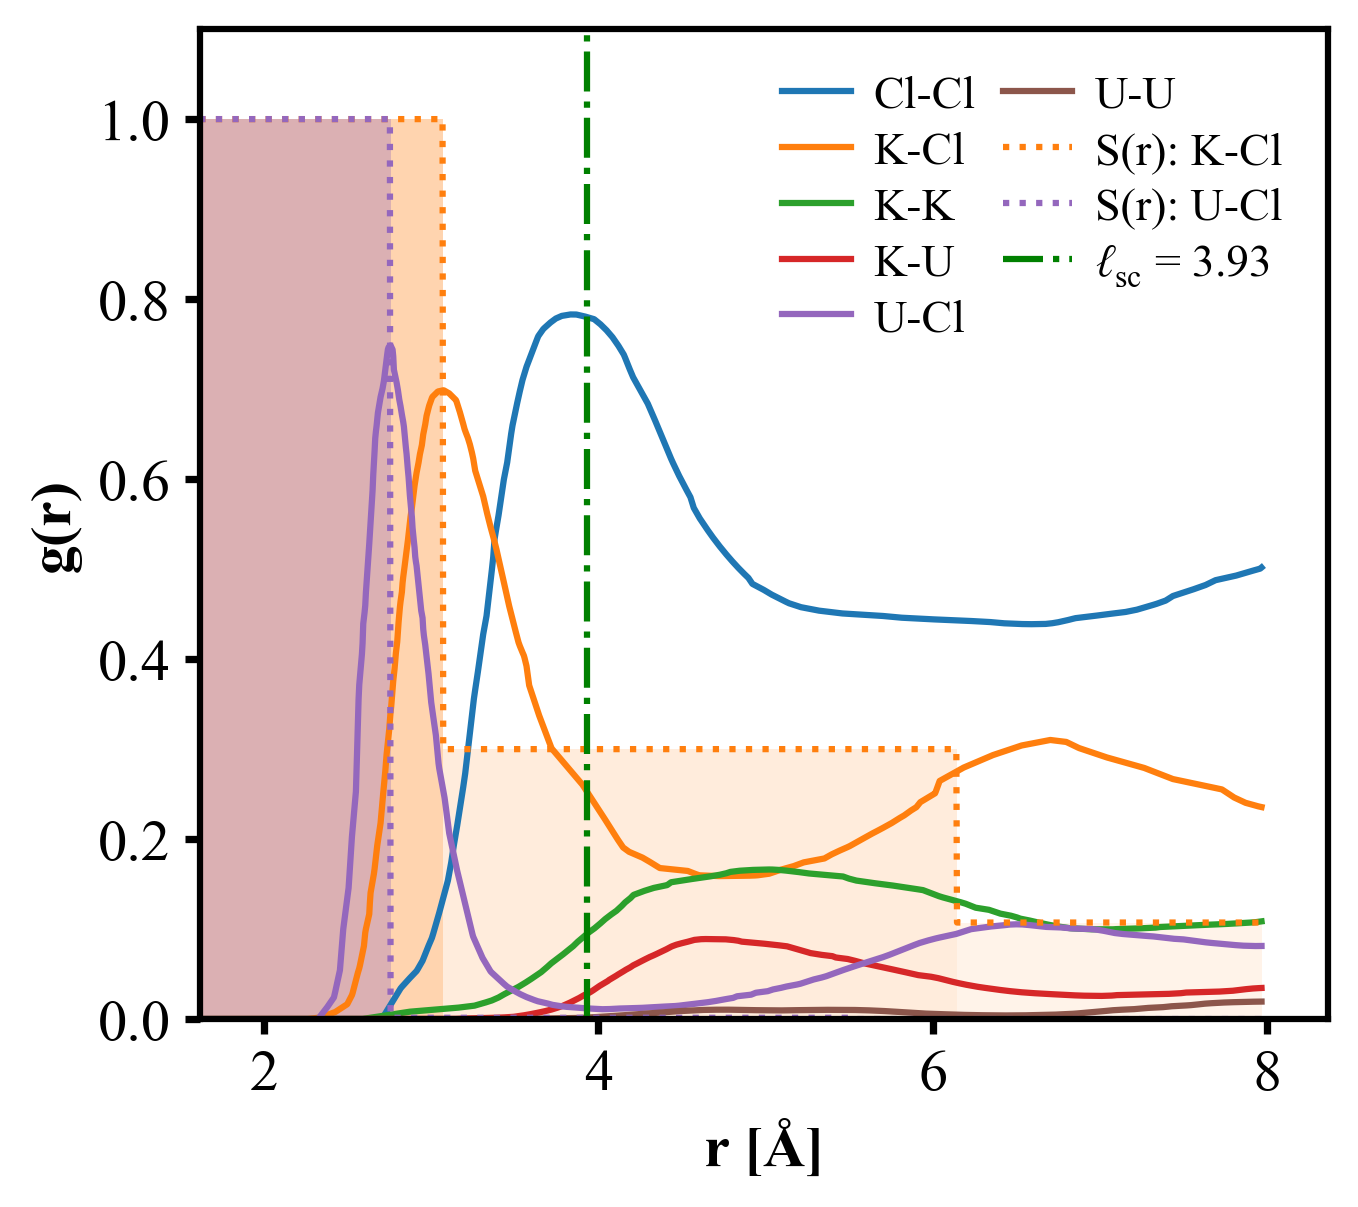 1.0
0.8
0.6
0.4
0.2
0.0
g(r)
2 4 6 8
r [Å]
Cl-Cl
K-Cl
K-K
K-U
U-Cl
U-U
S(r): K-Cl
S(r): U-Cl
ℓsc = 3.93